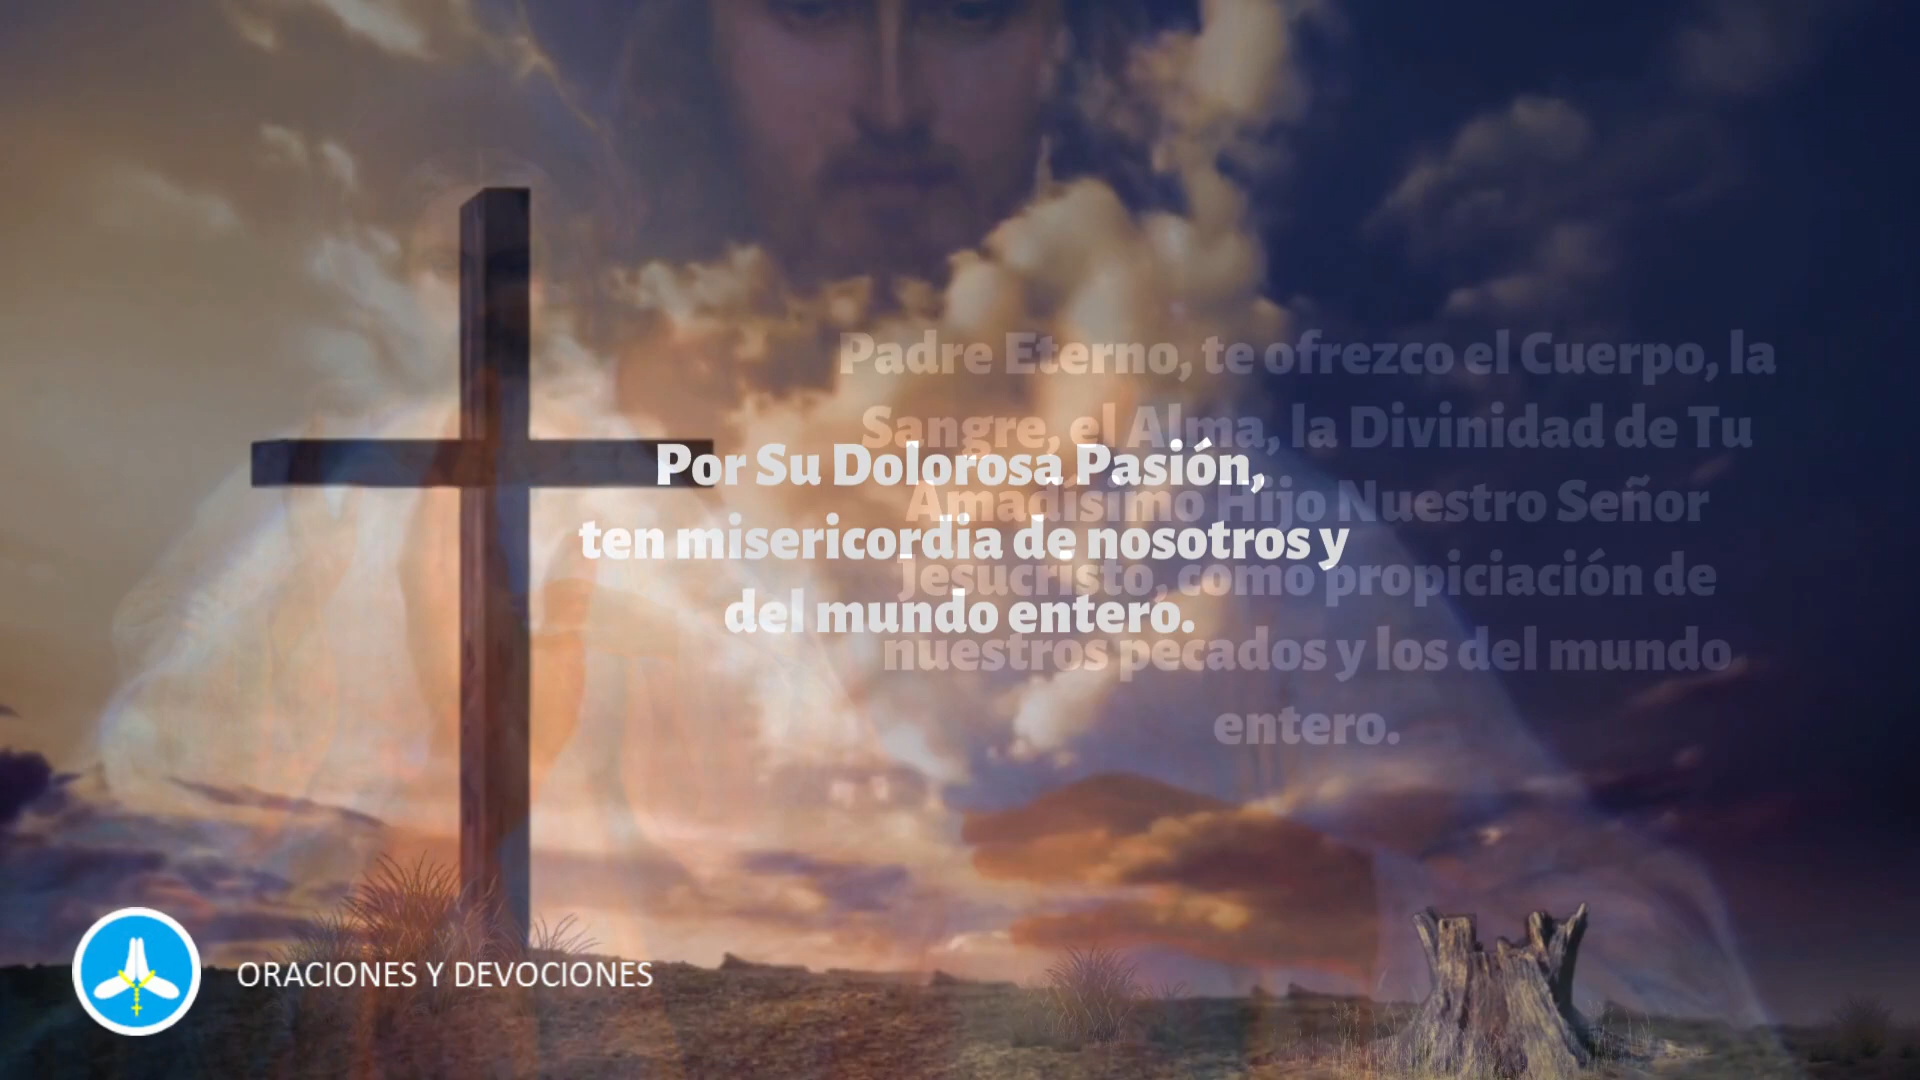 Padre Eterno, te ofrezco el Cuerpo, la
Sangre, el Alma, la Divinidad de Tu
Amadísimo Hijo Nuestro Señor
Jesucristo, como propiciación de
nuestros pecados y los del mundo
entero.
Por Su Dolorosa Pasión,
ten misericordia de nosotros y
del mundo entero.
ORACIONES Y DEVOCIONES